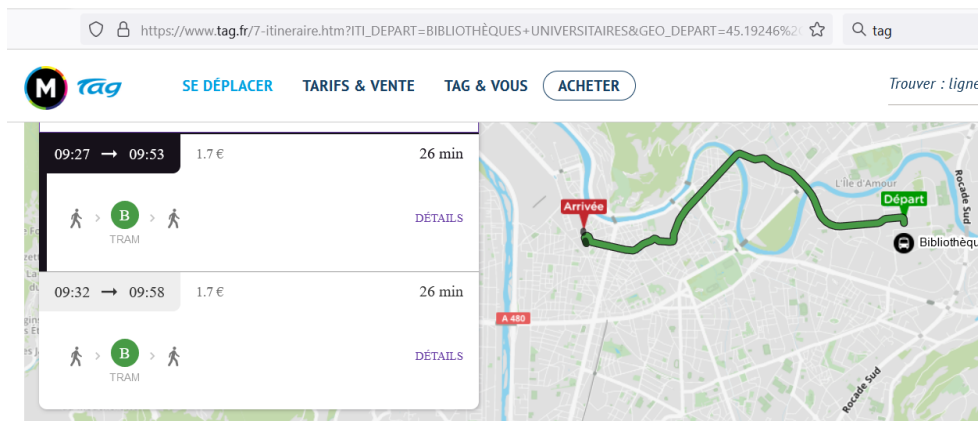 https://www.tag.fr/7-itineraire.htm?ITI_DEPART=BIBLIOTHÈQUES+UNIVERSITAIRES&GEO_DEPART=45.19246%2 tag
M Tag SE DÉPLACER TARIFS & VENTE TAG & VOUS ACHETER Trouver : ligne
09:27 → 09:53 1.7 € 26 min
B DÉTAILS
TRAM
09:32 → 09:58 1.7 € 26 min
B DÉTAILS
TRAM
L'Île d'Amour
Rocade Sud
Départ
Arrivée
Bibliothèqu
A 480
Rocade Sud